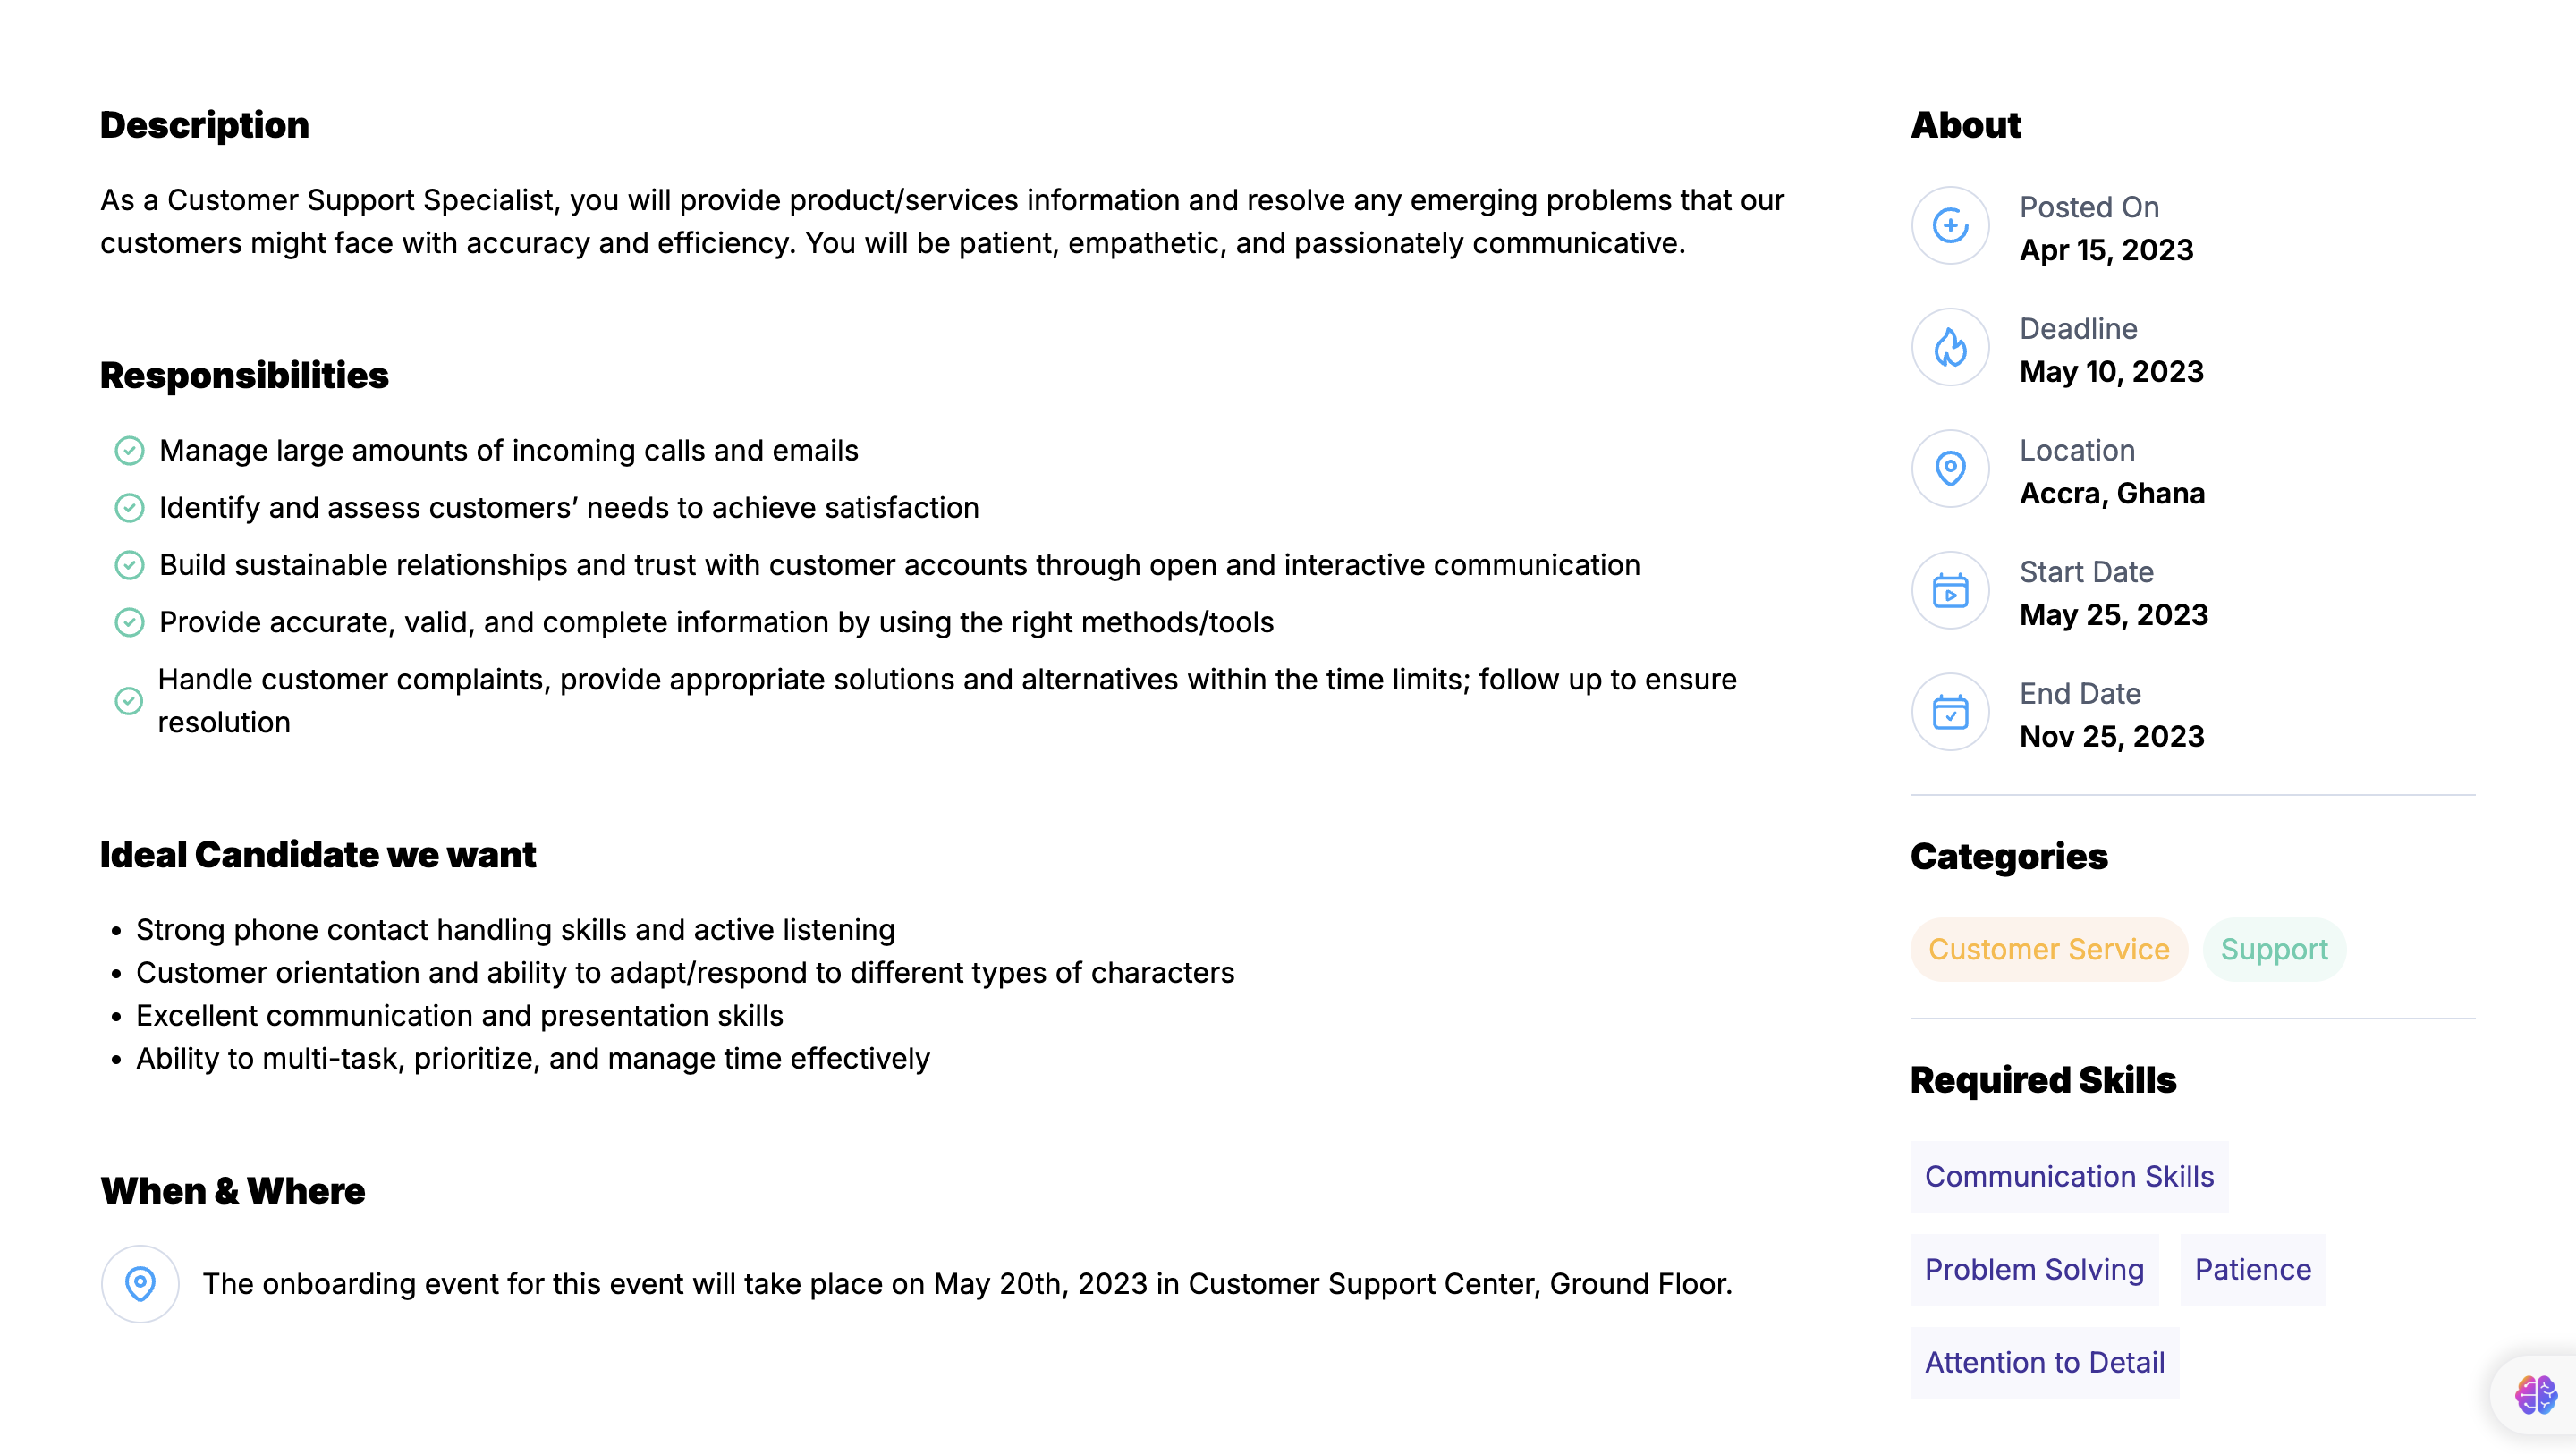 Description
As a Customer Support Specialist, you will provide product/services information and resolve any emerging problems that our
customers might face with accuracy and efficiency. You will be patient, empathetic, and passionately communicative.
Responsibilities
Manage large amounts of incoming calls and emails
Identify and assess customers’ needs to achieve satisfaction
Build sustainable relationships and trust with customer accounts through open and interactive communication
Provide accurate, valid, and complete information by using the right methods/tools
Handle customer complaints, provide appropriate solutions and alternatives within the time limits; follow up to ensure
resolution
Ideal Candidate we want
• Strong phone contact handling skills and active listening
• Customer orientation and ability to adapt/respond to different types of characters
• Excellent communication and presentation skills
• Ability to multi-task, prioritize, and manage time effectively
When & Where
The onboarding event for this event will take place on May 20th, 2023 in Customer Support Center, Ground Floor.
About
Posted On
Apr 15, 2023
Deadline
May 10, 2023
Location
Accra, Ghana
Start Date
May 25, 2023
End Date
Nov 25, 2023
Categories
Customer Service Support
Required Skills
Communication Skills
Problem Solving Patience
Attention to Detail